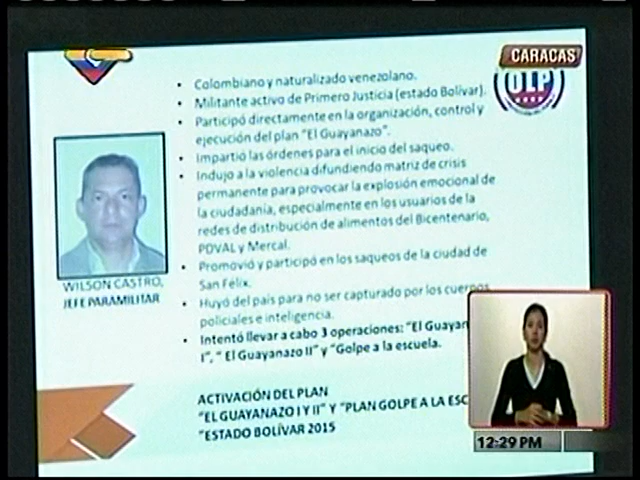 CARACAS
OLP
• Colombiano y naturalizado venezolano.
• Militante activo de Primero Justicia (estado Bolívar).
• Participó directamente en la organización, control y
ejecución del plan "El Guayanazo".
• Impartió las órdenes para el inicio del saqueo.
• Indujo a la violencia difundiendo matriz de crisis
permanente para provocar la explosión emocional de
la ciudadanía, especialmente en los usuarios de la
redes de distribución de alimentos del Bicentenario,
PDVAL y Mercal.
• Promovió y participó en los saqueos de la ciudad de
San Félix.
• Huyó del país para no ser capturado por los cuerpos
policiales e inteligencia.
• Intentó llevar a cabo 3 operaciones: "El Guayan
I", " El Guayanazo II" y "Golpe a la escuela.
WILSON CASTRO,
JEFE PARAMILITAR
ACTIVACIÓN DEL PLAN
"EL GUAYANAZO I Y II" Y "PLAN GOLPE A LA ESC
"ESTADO BOLÍVAR 2015
12:29 PM